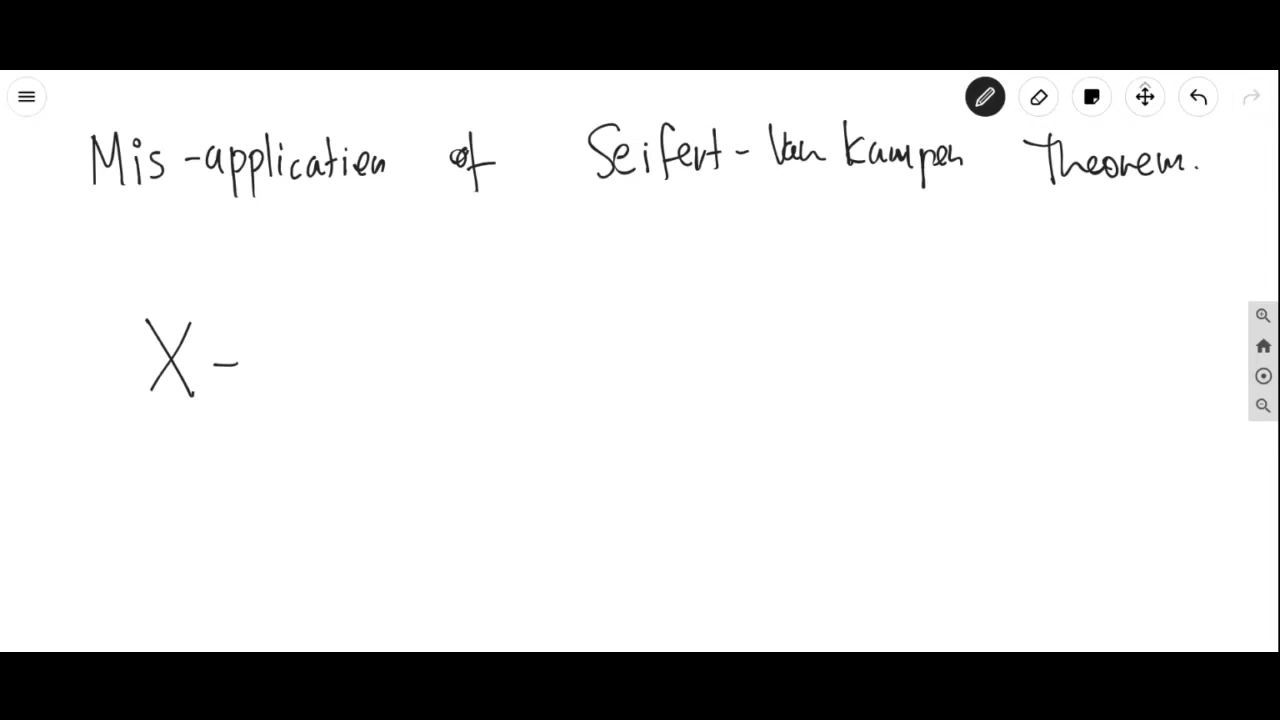 Mis-application of Seifert-Van Kampen Theorem.
X -